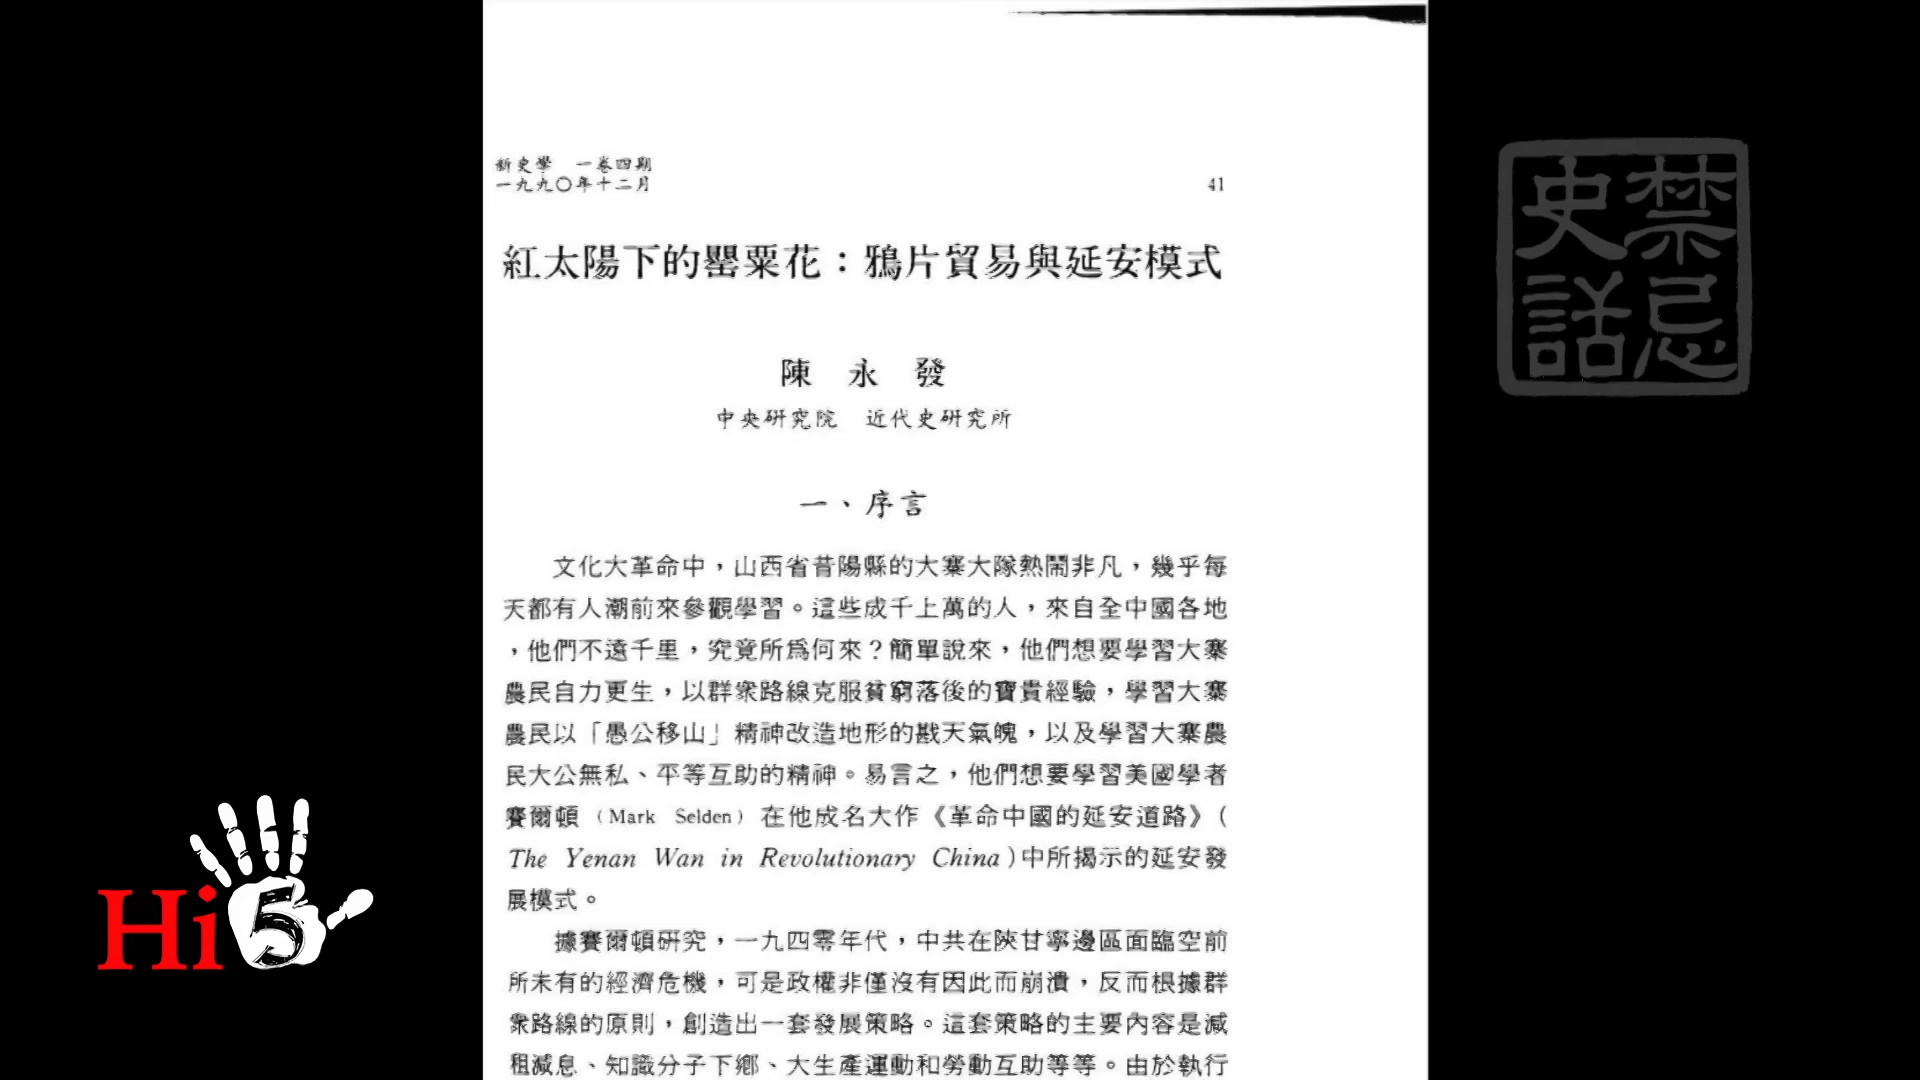 新史學 一卷四期
一九九〇年十二月
41
紅太陽下的罌粟花：鴉片貿易與延安模式
陳永發
中央研究院 近代史研究所
一、序言
文化大革命中，山西省昔陽縣的大寨大隊熱鬧非凡，幾乎每
天都有人潮前來參觀學習。這些成千上萬的人，來自全中國各地
，他們不遠千里，究竟所爲何來？簡單說來，他們想要學習大寨
農民自力更生，以群衆路線克服貧窮落後的寶貴經驗，學習大寨
農民以「愚公移山」精神改造地形的戡天氣魄，以及學習大寨農
民大公無私、平等互助的精神。易言之，他們想要學習美國學者
賽爾頓（Mark Selden）在他成名大作《革命中國的延安道路》（
The Yenan Wan in Revolutionary China）中所揭示的延安發
展模式。
據賽爾頓研究，一九四零年代，中共在陝甘寧邊區面臨空前
所未有的經濟危機，可是政權非僅沒有因此而崩潰，反而根據群
衆路線的原則，創造出一套發展策略。這套策略的主要內容是減
租減息、知識分子下鄉、大生產運動和勞動互助等等。由於執行
禁忌
史話
Hi5